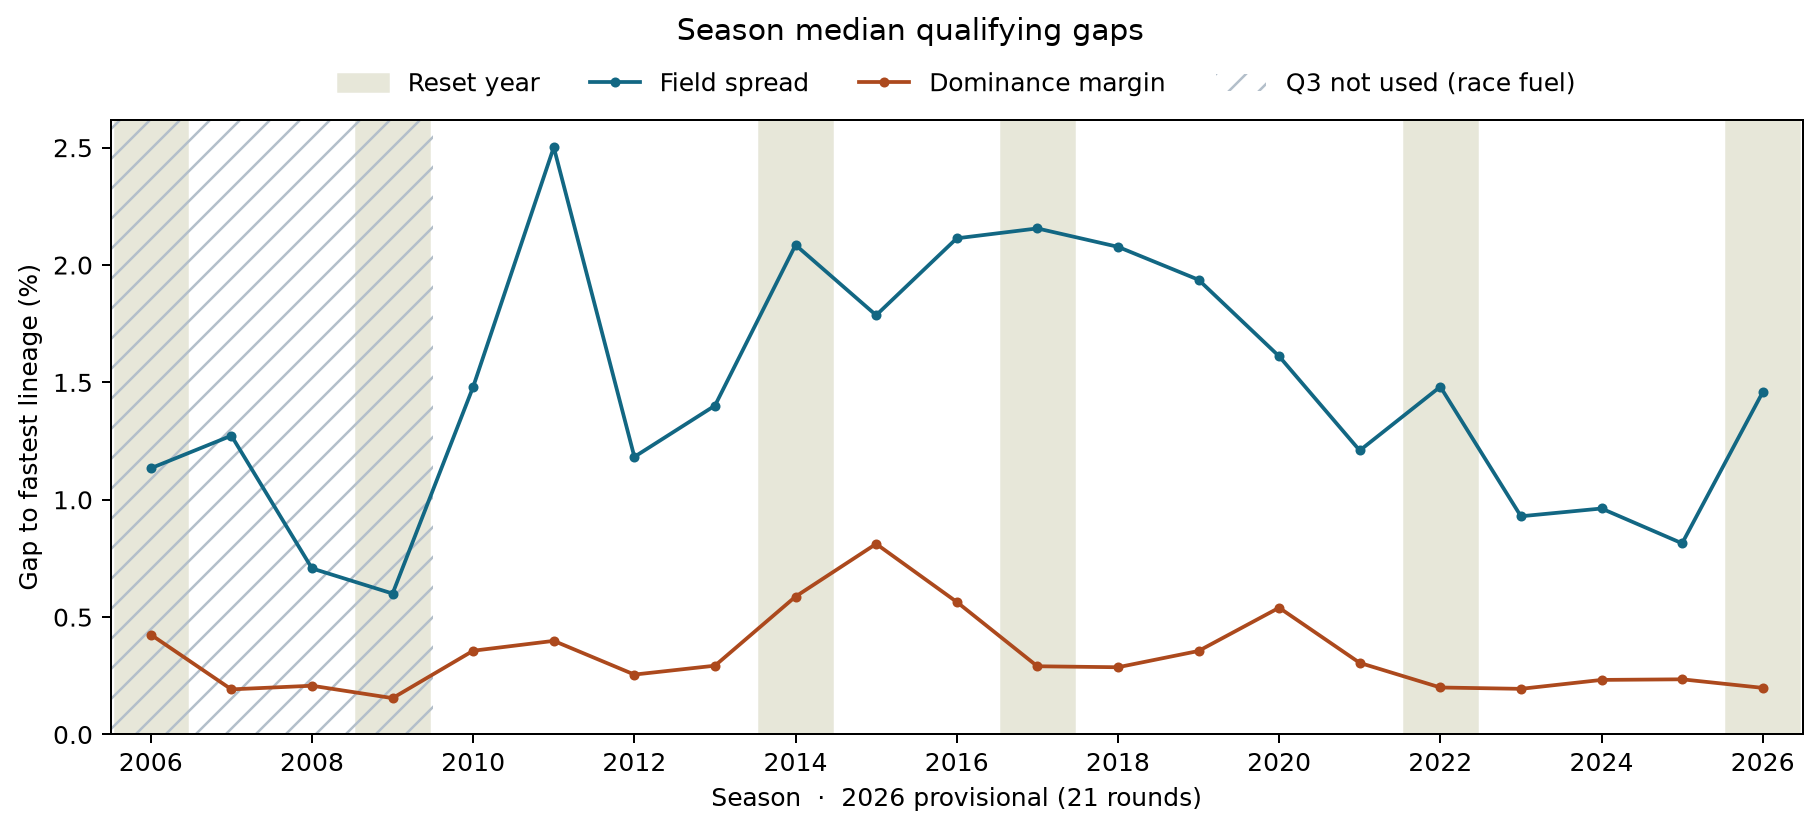 Season median qualifying gaps
Reset year
Field spread
Dominance margin
Q3 not used (race fuel)
Gap to fastest lineage (%)
2.5
2.0
1.5
1.0
0.5
0.0
2006 2008 2010 2012 2014 2016 2018 2020 2022 2024 2026
Season · 2026 provisional (21 rounds)